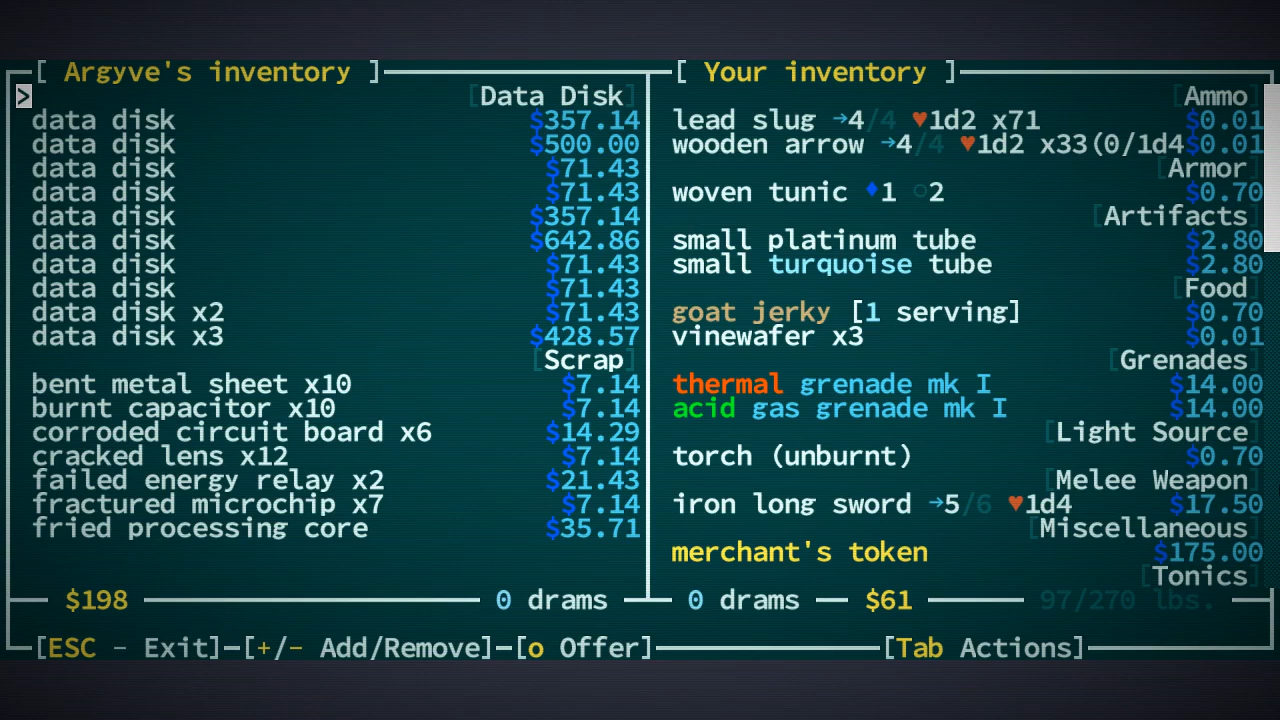 [ Argyve's inventory ]
>
[Data Disk]
data disk $357.14
data disk $500.00
data disk $71.43
data disk $71.43
data disk $357.14
data disk $642.86
data disk $71.43
data disk $71.43
data disk x2 $71.43
data disk x3 $428.57
[Scrap]
bent metal sheet x10 $7.14
burnt capacitor x10 $7.14
corroded circuit board x6 $14.29
cracked lens x12 $7.14
failed energy relay x2 $21.43
fractured microchip x7 $7.14
fried processing core $35.71
$198 0 drams
[ Your inventory ]
[Ammo]
lead slug →4/4 ♥1d2 x71 $0.01
wooden arrow →4/4 ♥1d2 x33(0/1d4 $0.01
[Armor]
woven tunic ♦1 ○2 $0.70
[Artifacts]
small platinum tube $2.80
small turquoise tube $2.80
[Food]
goat jerky [1 serving] $0.70
vinewafer x3 $0.01
[Grenades]
thermal grenade mk I $14.00
acid gas grenade mk I $14.00
[Light Source]
torch (unburnt) $0.70
[Melee Weapon]
iron long sword →5/6 ♥1d4 $17.50
[Miscellaneous]
merchant's token $175.00
[Tonics]
0 drams $61 97/270 lbs.
[ESC - Exit] [+/- Add/Remove] [o Offer] [Tab Actions]